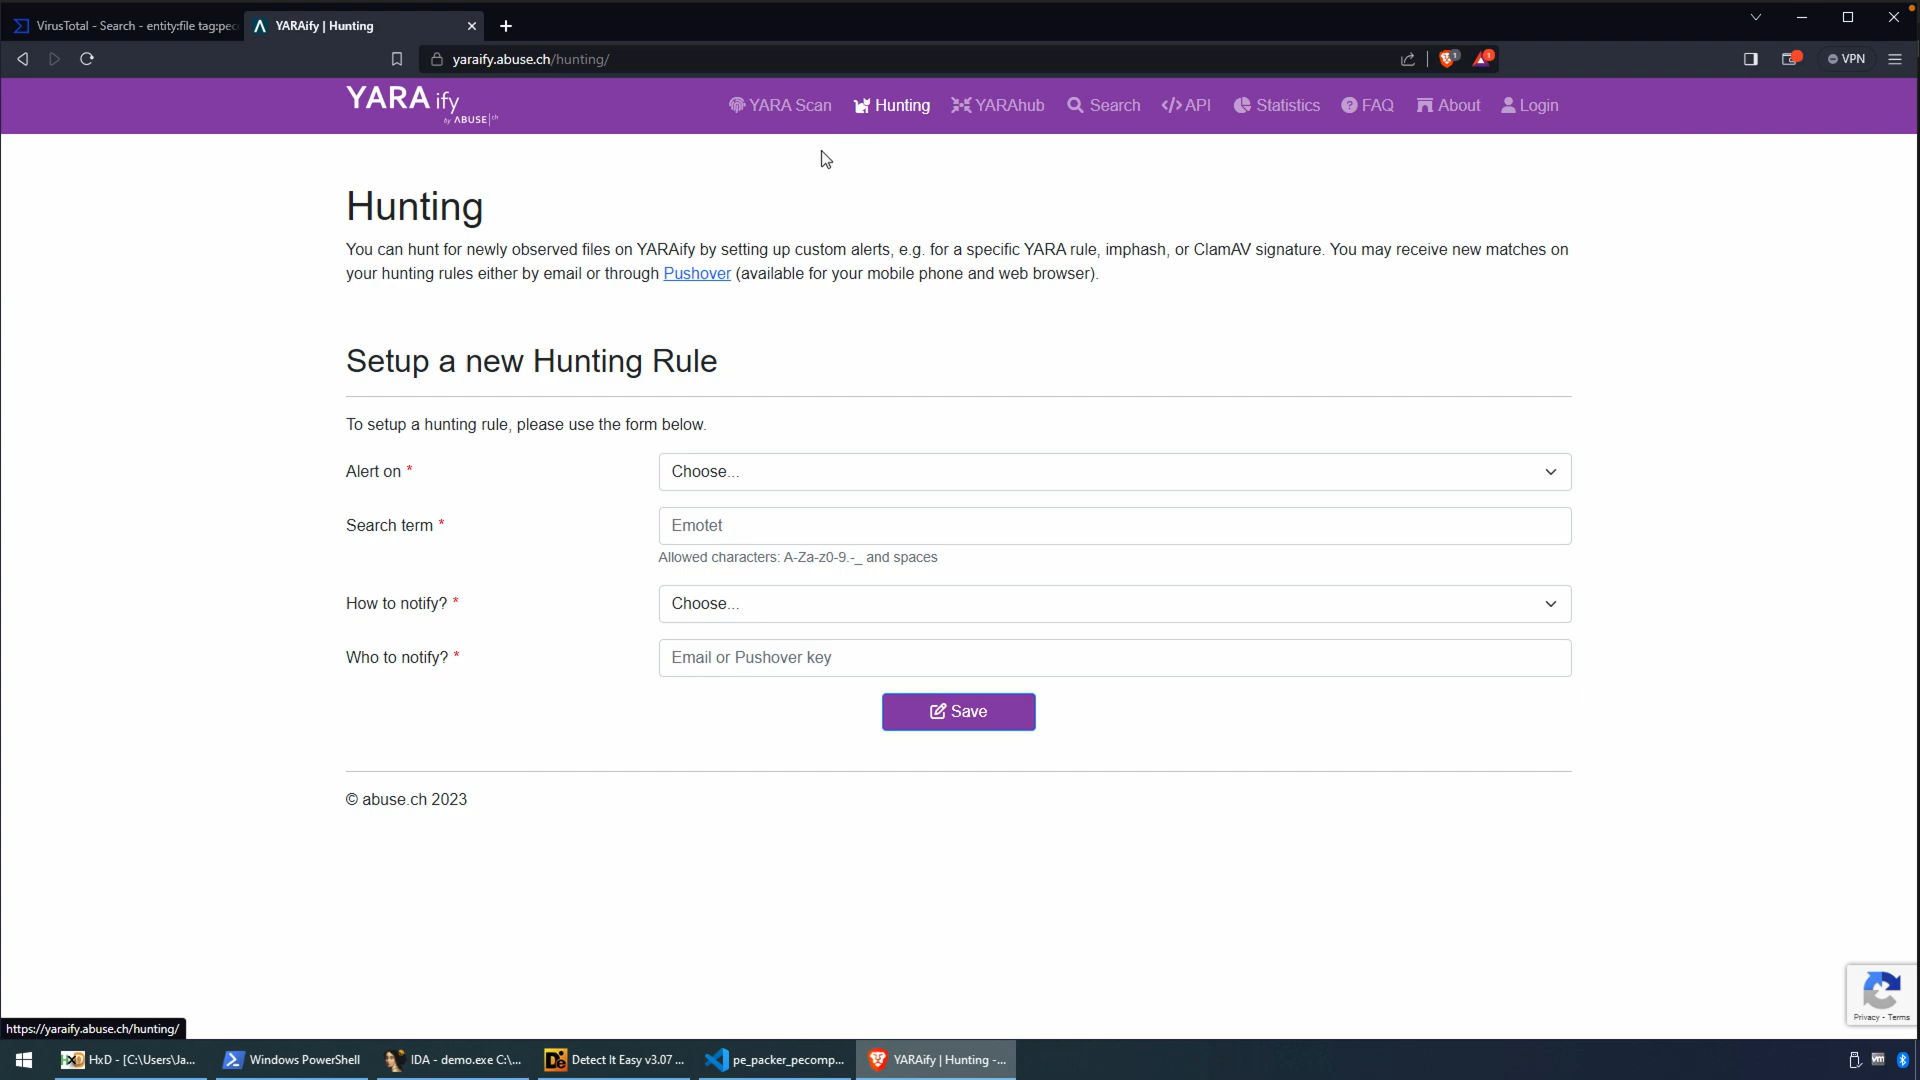 VirusTotal - Search - entity:file tag:pec
YARAify | Hunting
yaraify.abuse.ch/hunting/
1
1
VPN
YARA ify
by ABUSE ch
YARA Scan
Hunting
YARAhub
Search
</> API
Statistics
FAQ
About
Login
Hunting
You can hunt for newly observed files on YARAify by setting up custom alerts, e.g. for a specific YARA rule, imphash, or ClamAV signature. You may receive new matches on
your hunting rules either by email or through Pushover (available for your mobile phone and web browser).
Setup a new Hunting Rule
To setup a hunting rule, please use the form below.
Alert on *
Choose...
Search term *
Emotet
Allowed characters: A-Za-z0-9.-_ and spaces
How to notify? *
Choose...
Who to notify? *
Email or Pushover key
Save
© abuse.ch 2023
Privacy - Terms
https://yaraify.abuse.ch/hunting/
HxD - [C:\Users\Ja...
Windows PowerShell
IDA - demo.exe C:\...
Detect It Easy v3.07 ...
pe_packer_pecomp...
YARAify | Hunting -...
vm